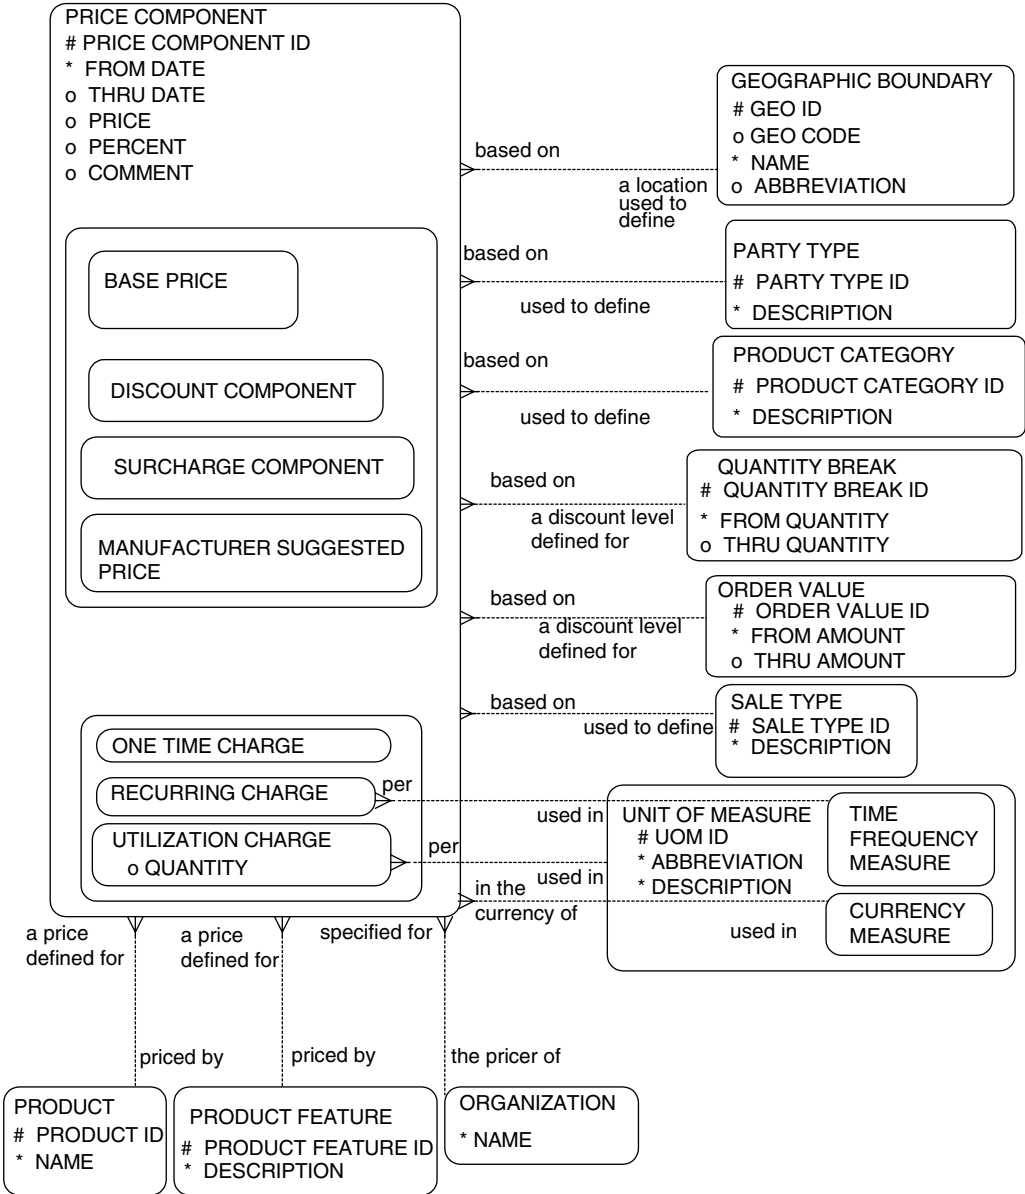 PRICE COMPONENT
# PRICE COMPONENT ID
* FROM DATE
o THRU DATE
o PRICE
o PERCENT
o COMMENT
BASE PRICE
DISCOUNT COMPONENT
SURCHARGE COMPONENT
MANUFACTURER SUGGESTED
PRICE
ONE TIME CHARGE
RECURRING CHARGE
UTILIZATION CHARGE
o QUANTITY
based on
a location
used to
define
GEOGRAPHIC BOUNDARY
# GEO ID
o GEO CODE
* NAME
o ABBREVIATION
based on
used to define
PARTY TYPE
# PARTY TYPE ID
* DESCRIPTION
based on
used to define
PRODUCT CATEGORY
# PRODUCT CATEGORY ID
* DESCRIPTION
based on
a discount level
defined for
QUANTITY BREAK
# QUANTITY BREAK ID
* FROM QUANTITY
o THRU QUANTITY
based on
a discount level
defined for
ORDER VALUE
# ORDER VALUE ID
* FROM AMOUNT
o THRU AMOUNT
based on
used to define
SALE TYPE
# SALE TYPE ID
* DESCRIPTION
per
used in
per
used in
in the
currency of
used in
UNIT OF MEASURE
# UOM ID
* ABBREVIATION
* DESCRIPTION
TIME
FREQUENCY
MEASURE
CURRENCY
MEASURE
a price
defined for
a price
defined for
specified for
priced by
priced by
the pricer of
PRODUCT
# PRODUCT ID
* NAME
PRODUCT FEATURE
# PRODUCT FEATURE ID
* DESCRIPTION
ORGANIZATION
* NAME